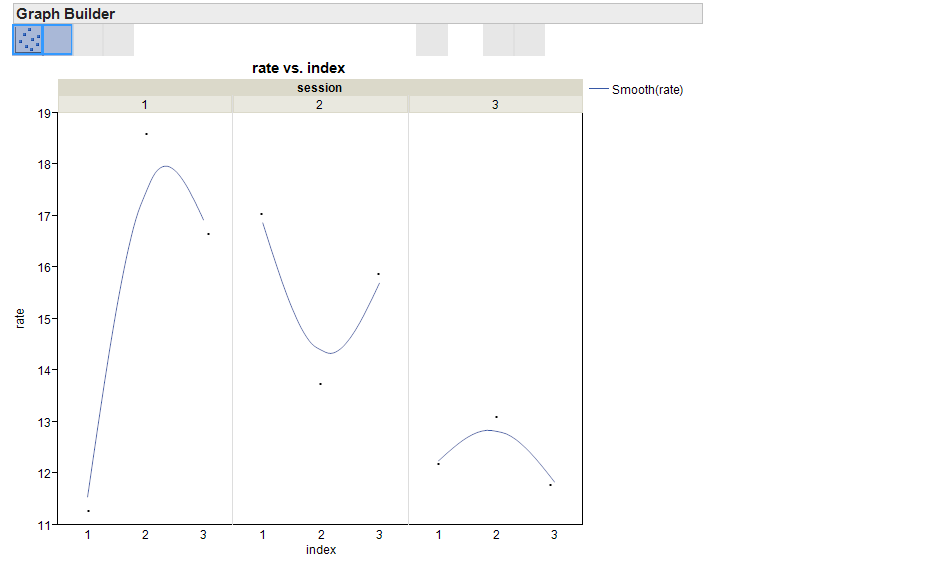 Graph Builder
rate vs. index
session
1 2 3
Smooth(rate)
19
18
17
16
15
14
13
12
11
rate
1 2 3 1 2 3 1 2 3
index